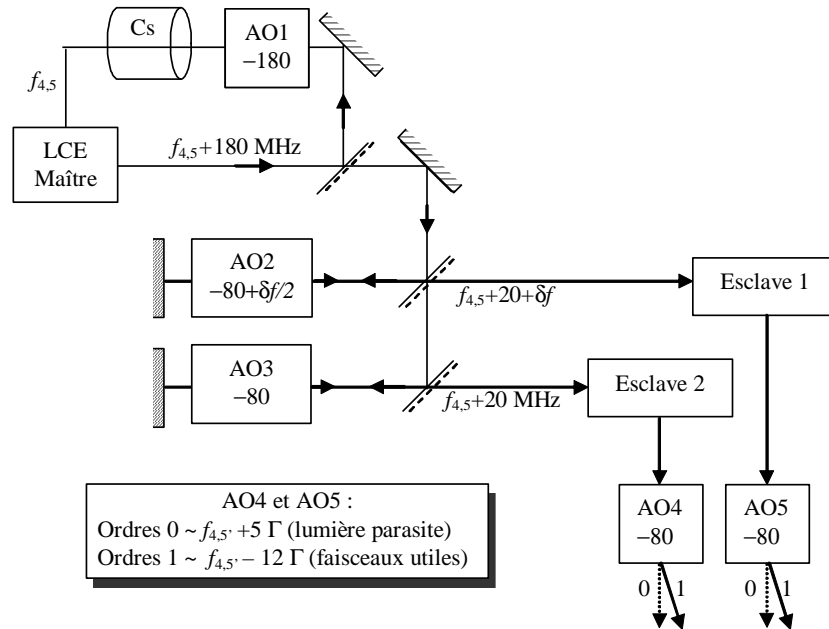 Cs
AO1
−180
f4,5
LCE
Maître
f4,5+180 MHz
AO2
−80+δf/2
f4,5+20+δf
Esclave 1
AO3
−80
f4,5+20 MHz
Esclave 2
AO4 et AO5 :
Ordres 0 ~ f4,5' +5 Γ (lumière parasite)
Ordres 1 ~ f4,5' – 12 Γ (faisceaux utiles)
AO4
-80
AO5
-80
0 1
0 1